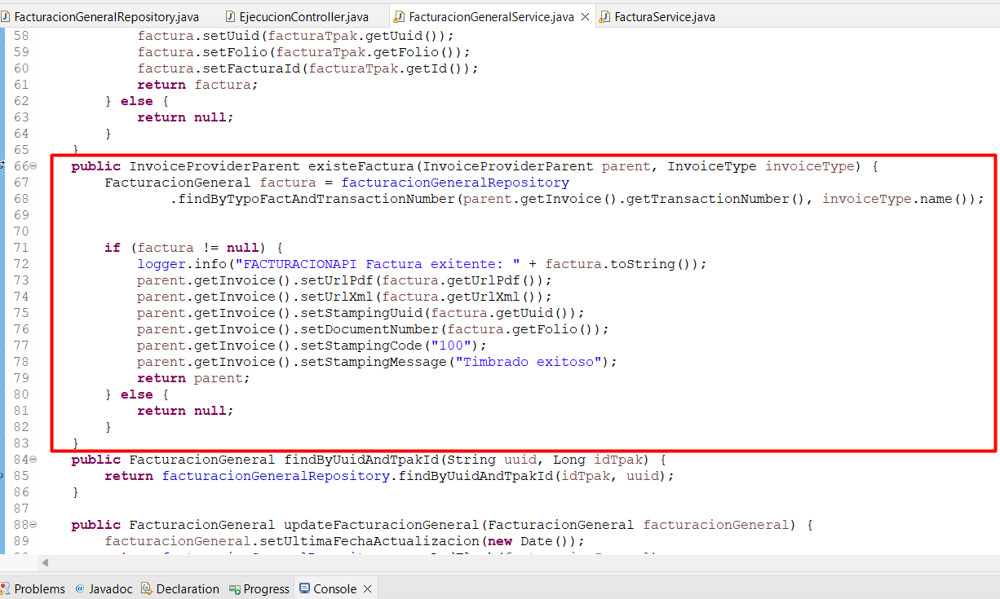 FacturacionGeneralRepository.java EjecucionController.java FacturacionGeneralService.java FacturaService.java
58 factura.setUuid(facturaTpak.getUuid());
59 factura.setFolio(facturaTpak.getFolio());
60 factura.setFacturaId(facturaTpak.getId());
61 return factura;
62 } else {
63 return null;
64 }
65 }
66 public InvoiceProviderParent existeFactura(InvoiceProviderParent parent, InvoiceType invoiceType) {
67 FacturacionGeneral factura = facturacionGeneralRepository
68 .findByTypoFactAndTransactionNumber(parent.getInvoice().getTransactionNumber(), invoiceType.name());
69
70
71 if (factura != null) {
72 logger.info("FACTURACIONAPI Factura exitente: " + factura.toString());
73 parent.getInvoice().setUrlPdf(factura.getUrlPdf());
74 parent.getInvoice().setUrlXml(factura.getUrlXml());
75 parent.getInvoice().setStampingUuid(factura.getUuid());
76 parent.getInvoice().setDocumentNumber(factura.getFolio());
77 parent.getInvoice().setStampingCode("100");
78 parent.getInvoice().setStampingMessage("Timbrado exitoso");
79 return parent;
80 } else {
81 return null;
82 }
83 }
84 public FacturacionGeneral findByUuidAndTpakId(String uuid, Long idTpak) {
85 return facturacionGeneralRepository.findByUuidAndTpakId(idTpak, uuid);
86 }
87
88 public FacturacionGeneral updateFacturacionGeneral(FacturacionGeneral facturacionGeneral) {
89 facturacionGeneral.setUltimaFechaActualizacion(new Date());
Problems @ Javadoc Declaration Progress Console